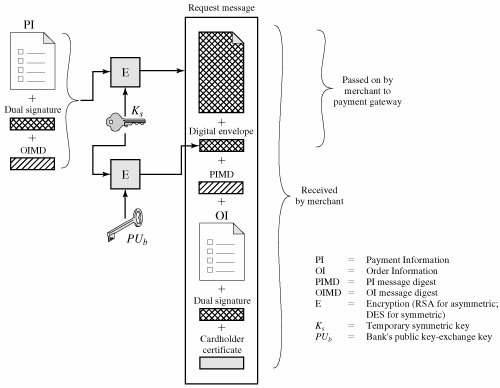 Request message
PI
+
Dual signature
+
OIMD
E
Ks
E
PUb
+
Digital envelope
+
PIMD
+
OI
+
Dual signature
+
Cardholder
certificate
Passed on by
merchant to
payment gateway
Received
by merchant
PI = Payment Information
OI = Order Information
PIMD = PI message digest
OIMD = OI message digest
E = Encryption (RSA for asymmetric;
DES for symmetric)
Ks = Temporary symmetric key
PUb = Bank's public key-exchange key